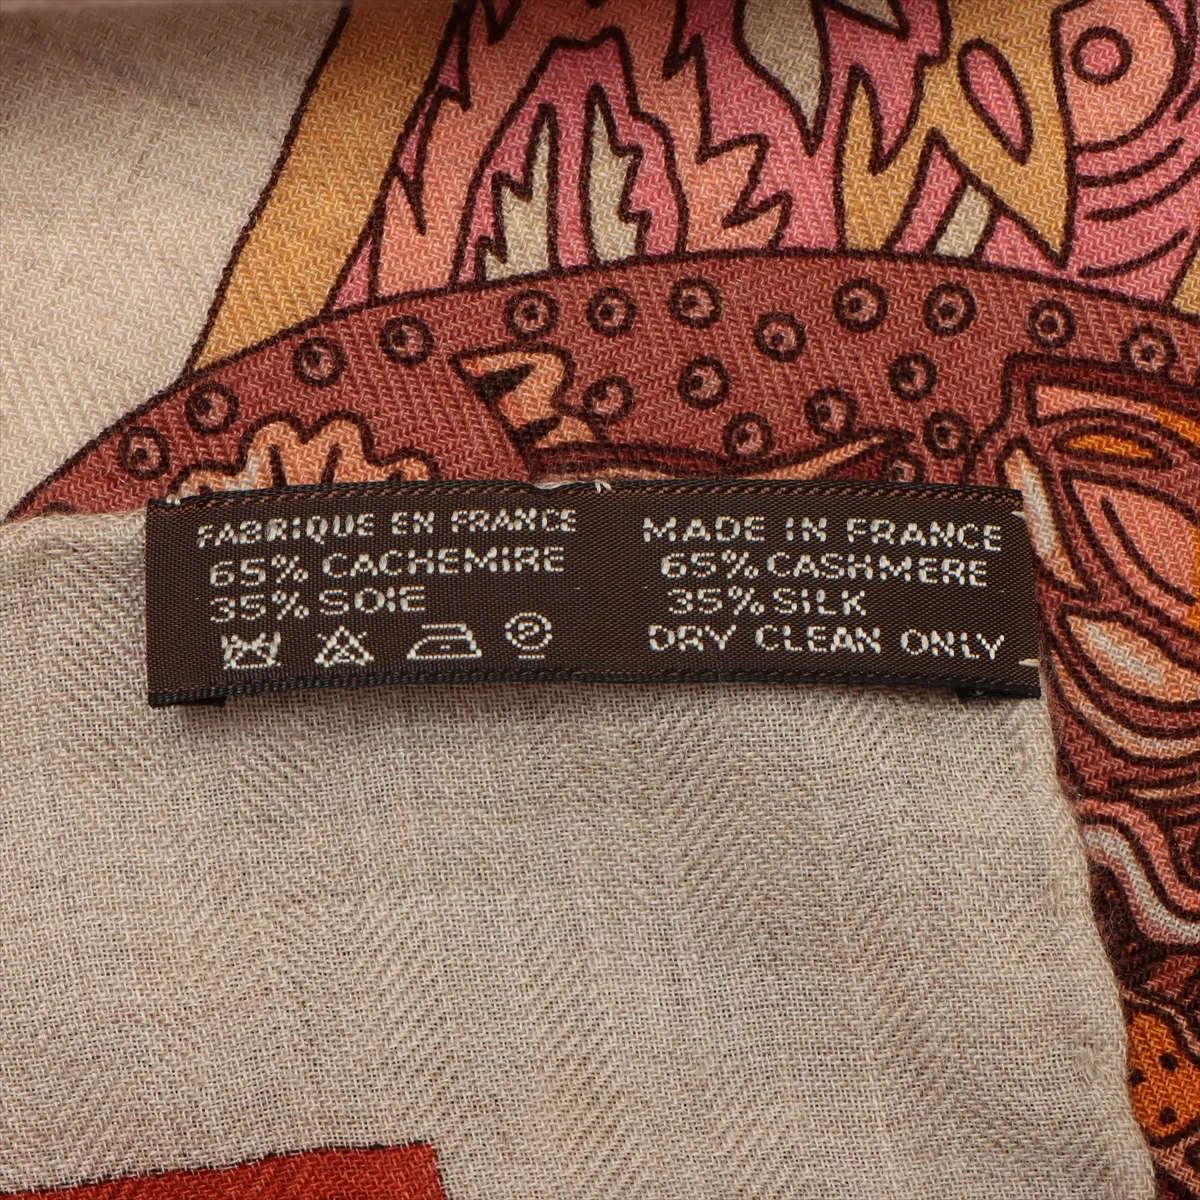 FABRIQUE EN FRANCE
65% CACHEMIRE
35% SOIE
P
MADE IN FRANCE
65% CASHMERE
35% SILK
DRY CLEAN ONLY